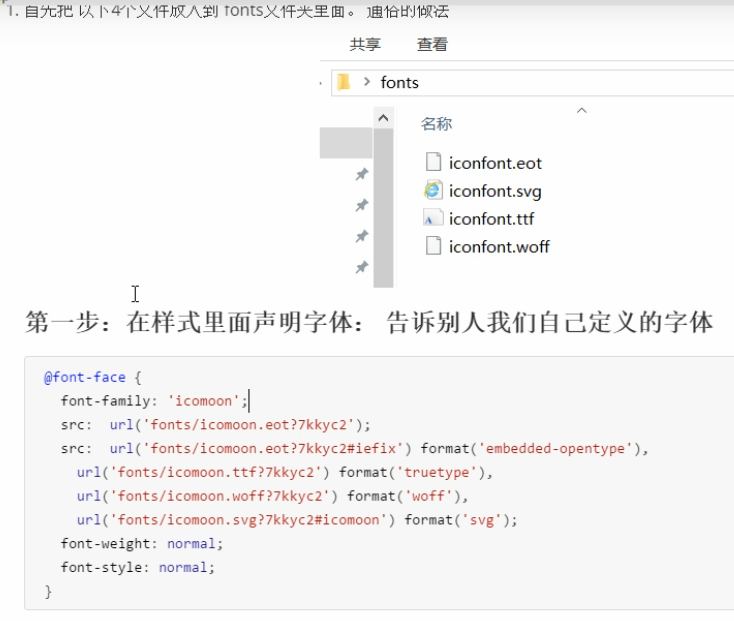 1. 首先把 以下4个文件放入到 fonts文件夹里面。 通俗的做法
共享 查看
fonts
名称
iconfont.eot
iconfont.svg
iconfont.ttf
iconfont.woff
第一步：在样式里面声明字体： 告诉别人我们自己定义的字体
@font-face {
font-family: 'icomoon';
src: url('fonts/icomoon.eot?7kkyc2');
src: url('fonts/icomoon.eot?7kkyc2#iefix') format('embedded-opentype'),
url('fonts/icomoon.ttf?7kkyc2') format('truetype'),
url('fonts/icomoon.woff?7kkyc2') format('woff'),
url('fonts/icomoon.svg?7kkyc2#icomoon') format('svg');
font-weight: normal;
font-style: normal;
}